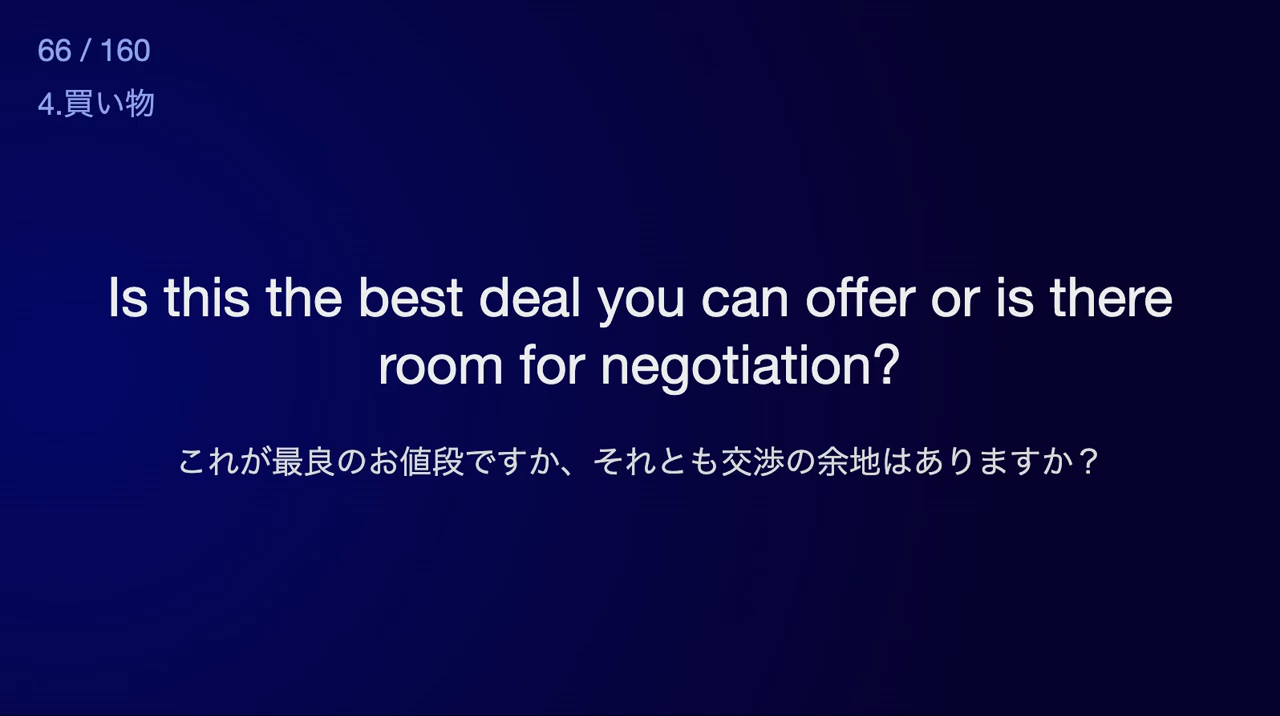 66 / 160
4.買い物
Is this the best deal you can offer or is there
room for negotiation?
これが最良のお値段ですか、それとも交渉の余地はありますか？